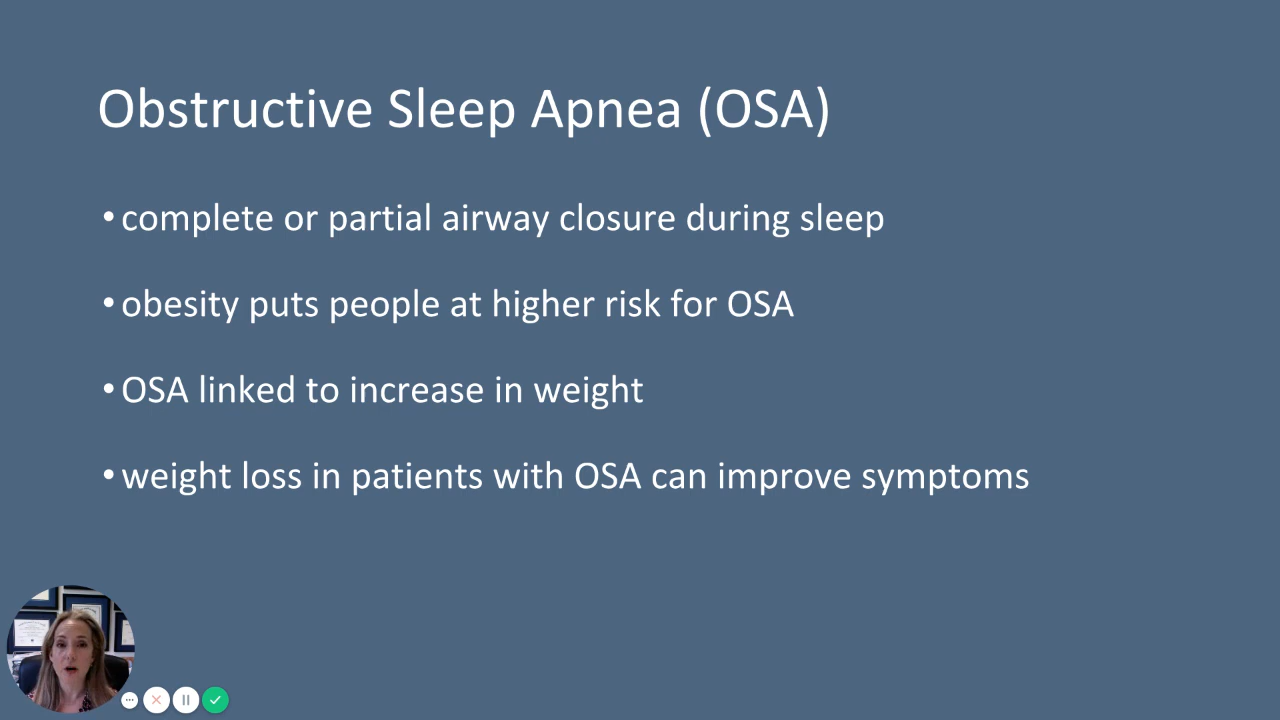 Obstructive Sleep Apnea (OSA)
•complete or partial airway closure during sleep
•obesity puts people at higher risk for OSA
•OSA linked to increase in weight
•weight loss in patients with OSA can improve symptoms